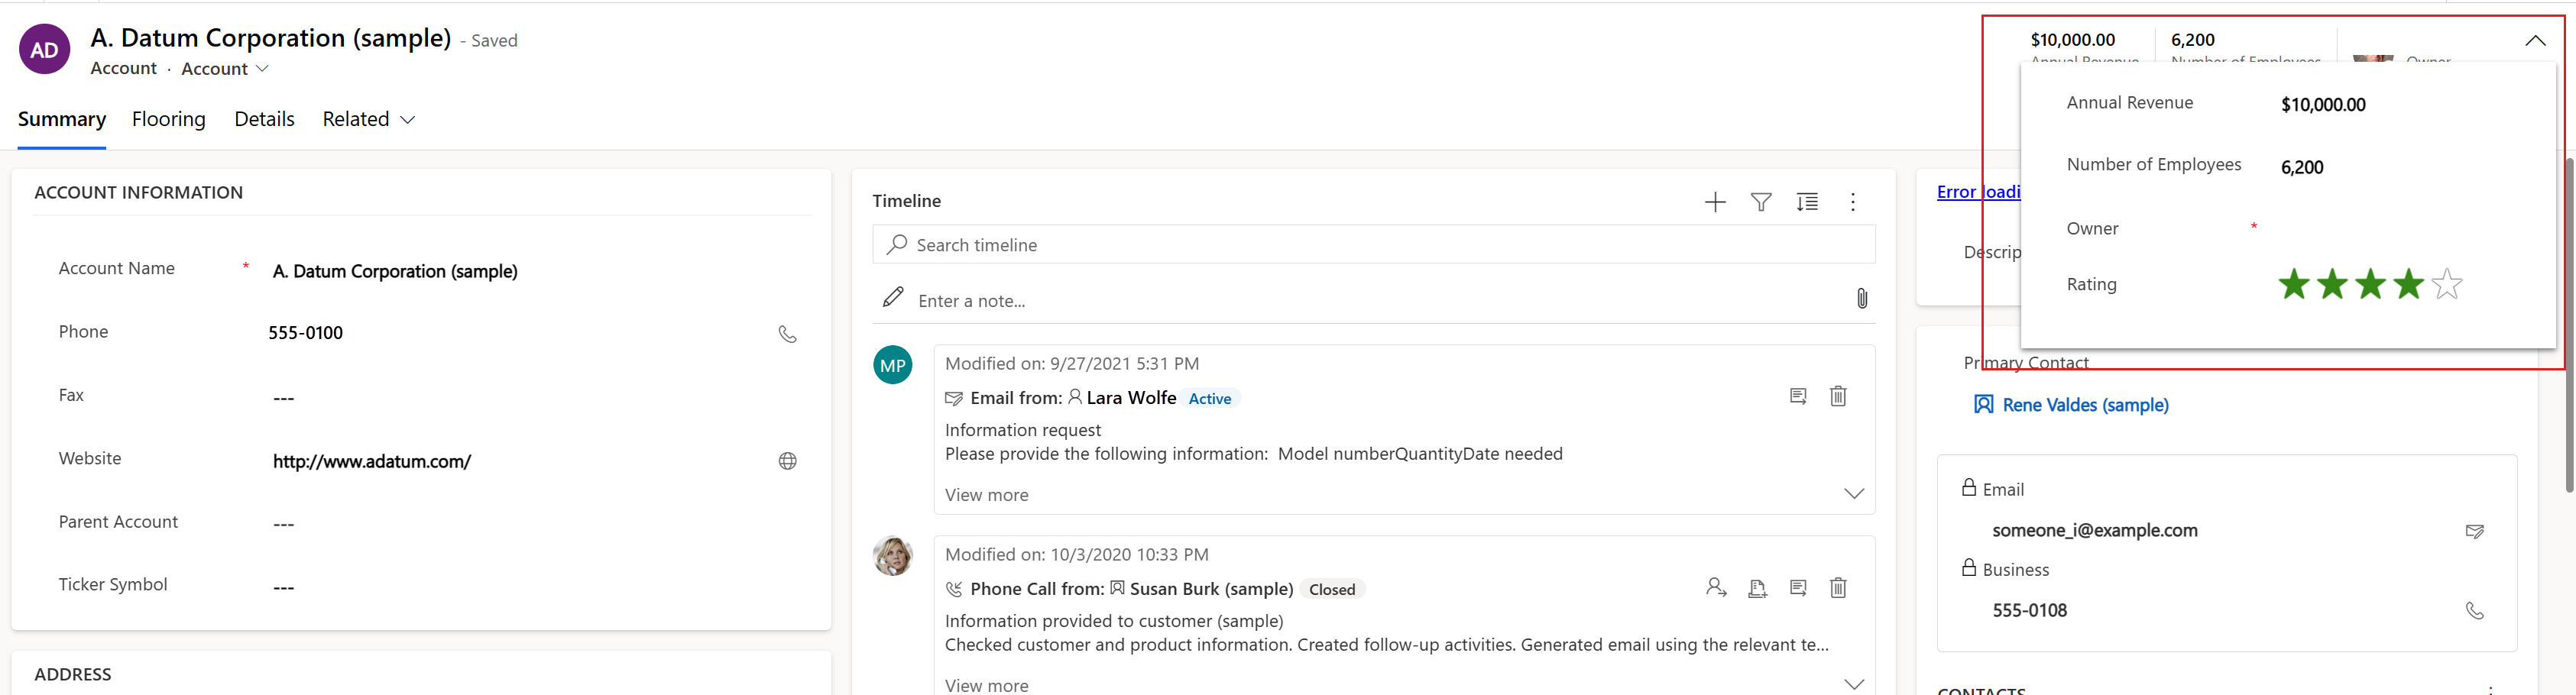 AD
A. Datum Corporation (sample) - Saved
Account · Account
$10,000.00
Annual Revenue
6,200
Number of Employees
Owner
Summary Flooring Details Related
Annual Revenue $10,000.00
Number of Employees 6,200
Owner *
Rating
ACCOUNT INFORMATION
Account Name * A. Datum Corporation (sample)
Phone 555-0100
Fax ---
Website http://www.adatum.com/
Parent Account ---
Ticker Symbol ---
ADDRESS
Timeline
Search timeline
Enter a note...
MP
Modified on: 9/27/2021 5:31 PM
Email from: Lara Wolfe Active
Information request
Please provide the following information: Model numberQuantityDate needed
View more
Modified on: 10/3/2020 10:33 PM
Phone Call from: Susan Burk (sample) Closed
Information provided to customer (sample)
Checked customer and product information. Created follow-up activities. Generated email using the relevant te...
View more
Error loadi
Descrip
Primary Contact
Rene Valdes (sample)
Email
someone_i@example.com
Business
555-0108
CONTACTS